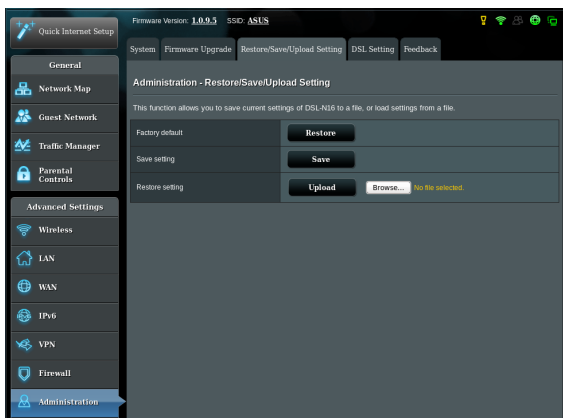 Quick Internet Setup
General
Network Map
Guest Network
Traffic Manager
Parental
Controls
Advanced Settings
Wireless
LAN
WAN
IPv6
VPN
Firewall
Administration
Firmware Version: 1.0.9.5 SSID: ASUS
System Firmware Upgrade Restore/Save/Upload Setting DSL Setting Feedback
Administration - Restore/Save/Upload Setting
This function allows you to save current settings of DSL-N16 to a file, or load settings from a file.
Factory default Restore
Save setting Save
Restore setting Upload Browse... No file selected.